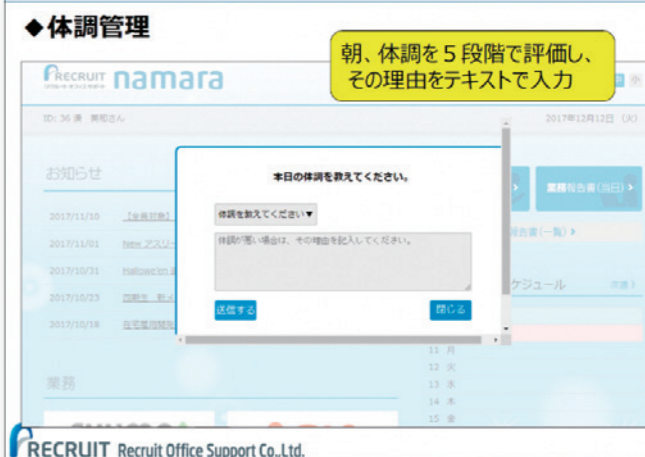 ◆体調管理
朝、体調を５段階で評価し、
その理由をテキストで入力
RECRUIT namara
ID: 36
2017年12月12日 (火)
お知らせ
本日の体調を教えてください。
業務報告書(当日) >
体調を教えてください▼
2017/11/10 【全員対象】
体調が悪い場合は、その理由を記入してください。
報告書(一覧) >
2017/11/01 New アスリー
2017/10/31
ケジュール
2017/10/23
送信する
閉じる
2017/10/18
11 月
12 火
業務
13 水
14 木
15 金
RECRUIT Recruit Office Support Co.,Ltd.